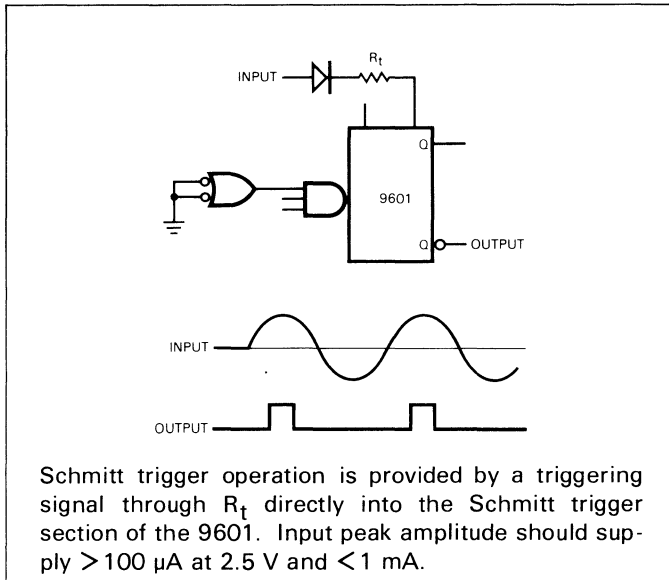 R_t
INPUT
Q
9601
Q OUTPUT
INPUT
OUTPUT
Schmitt trigger operation is provided by a triggering
signal through R_t directly into the Schmitt trigger
section of the 9601. Input peak amplitude should sup-
ply >100 μA at 2.5 V and <1 mA.